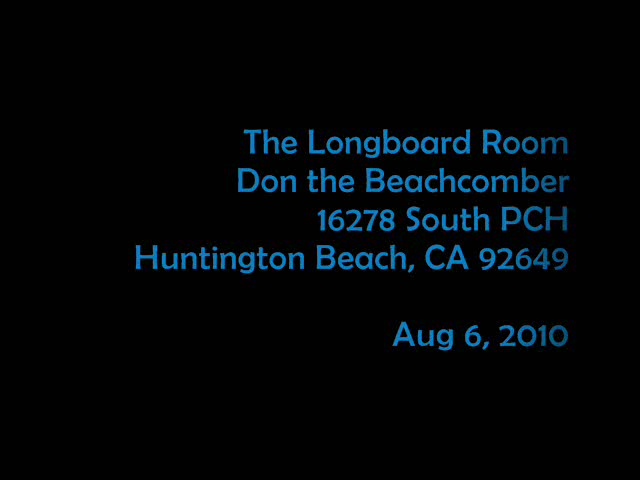 The Longboard Room
Don the Beachcomber
16278 South PCH
Huntington Beach, CA 92649
Aug 6, 2010